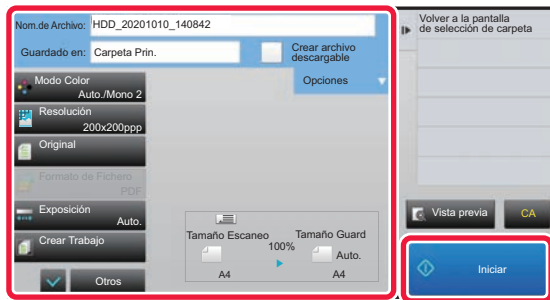 Nom.de Archivo: HDD_20201010_140842
Guardado en: Carpeta Prin.
Crear archivo
descargable
Opciones
Modo Color
Auto./Mono 2
Resolución
200x200ppp
Original
Formato de Fichero
PDF
Exposición
Auto.
Crear Trabajo
Otros
Tamaño Escaneo
100%
Tamaño Guard
Auto.
A4
A4
Volver a la pantalla
de selección de carpeta
Vista previa
CA
Iniciar